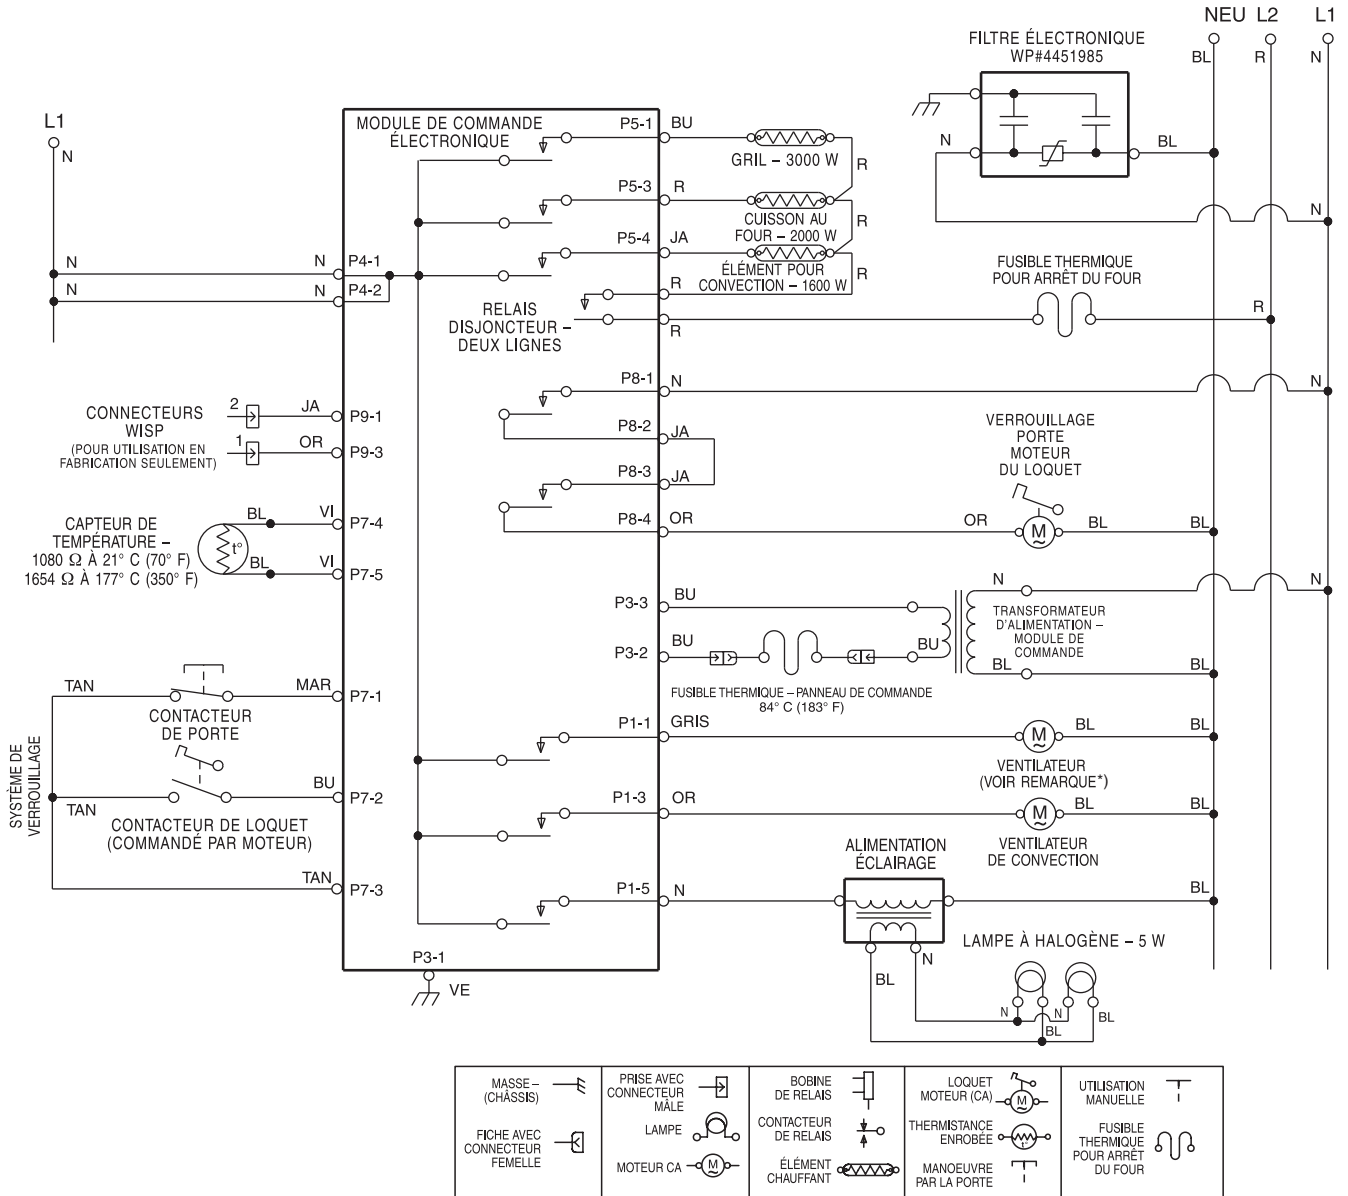 NEU L2 L1
FILTRE ÉLECTRONIQUE
WP#4451985
BL R N
L1
N
MODULE DE COMMANDE
ÉLECTRONIQUE
P5-1 BU
GRIL – 3000 W
R
N BL
P5-3 R
CUISSON AU
FOUR – 2000 W
R
N
P5-4 JA
ÉLÉMENT POUR
CONVECTION – 1600 W
R
R
FUSIBLE THERMIQUE
POUR ARRÊT DU FOUR
N N P4-1
N N P4-2
RELAIS
DISJONCTEUR –
DEUX LIGNES
R
R
P8-1 N
N
CONNECTEURS
WISP
(POUR UTILISATION EN
FABRICATION SEULEMENT)
2 JA P9-1
1 OR P9-3
P8-2 JA
P8-3 JA
P8-4 OR
VERROUILLAGE
PORTE
MOTEUR
DU LOQUET
OR M BL BL
CAPTEUR DE
TEMPÉRATURE –
1080 Ω À 21° C (70° F)
1654 Ω À 177° C (350° F)
t°
BL VI P7-4
BL VI P7-5
P3-3 BU
P3-2 BU
BU
N N
TRANSFORMATEUR
D'ALIMENTATION –
MODULE DE
COMMANDE
BL BL
FUSIBLE THERMIQUE – PANNEAU DE COMMANDE
84° C (183° F)
SYSTÈME DE
VERROUILLAGE
TAN MAR P7-1
CONTACTEUR
DE PORTE
TAN BU P7-2
CONTACTEUR DE LOQUET
(COMMANDÉ PAR MOTEUR)
TAN P7-3
P1-1 GRIS
M BL BL
VENTILATEUR
(VOIR REMARQUE*)
P1-3 OR
M BL BL
VENTILATEUR
DE CONVECTION
ALIMENTATION
ÉCLAIRAGE
P1-5 N
BL
LAMPE À HALOGÈNE – 5 W
BL N
N N BL
BL
P3-1
VE
MASSE –
(CHÂSSIS)
FICHE AVEC
CONNECTEUR
FEMELLE
PRISE AVEC
CONNECTEUR
MÂLE
LAMPE
MOTEUR CA M
BOBINE
DE RELAIS
CONTACTEUR
DE RELAIS
ÉLÉMENT
CHAUFFANT
LOQUET
MOTEUR (CA) M
THERMISTANCE
ENROBÉE
MANOEUVRE
PAR LA PORTE
UTILISATION
MANUELLE
FUSIBLE
THERMIQUE
POUR ARRÊT
DU FOUR